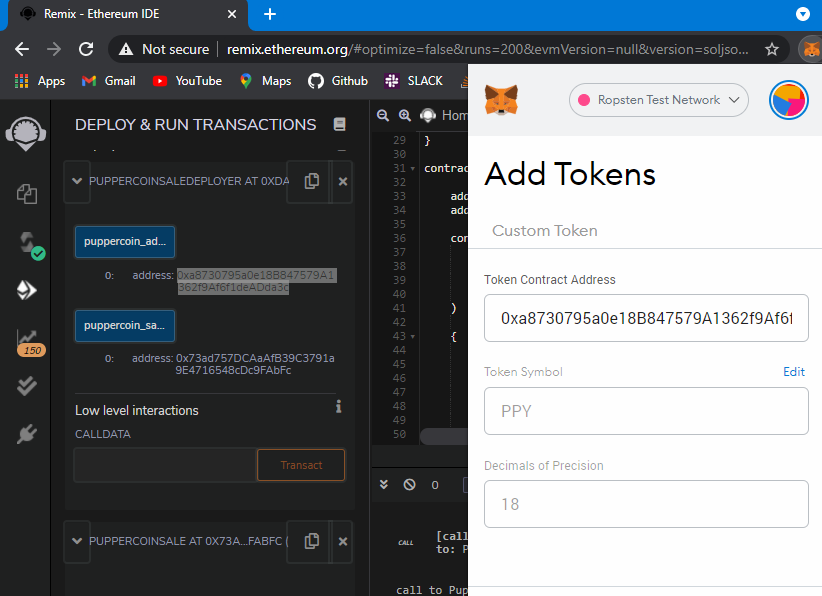 Remix - Ethereum IDE
Not secure
remix.ethereum.org/#optimize=false&runs=200&evmVersion=null&version=soljso...
Apps
Gmail
YouTube
Maps
Github
SLACK
DEPLOY & RUN TRANSACTIONS
PUPPERCOINSALEDEPLOYER AT 0XDA
puppercoin_ad...
0: address: 0xa8730795a0e18B847579A1
362f9Af6f1deADda3c
puppercoin_sa...
0: address: 0x73ad757DCAaAfB39C3791a
9E4716548cDc9FAbFc
Low level interactions
CALLDATA
Transact
PUPPERCOINSALE AT 0X73A...FABFC (
150
Hom
29 }
30
31 contrac
32
33 add
34 add
35
36 con
37
38
39
40
41 )
42
43 {
44
45
46
47
48
49
50
0
CALL [call
to: P
call to Pup
Ropsten Test Network
Add Tokens
Custom Token
Token Contract Address
0xa8730795a0e18B847579A1362f9Af6f
Token Symbol
Edit
PPY
Decimals of Precision
18